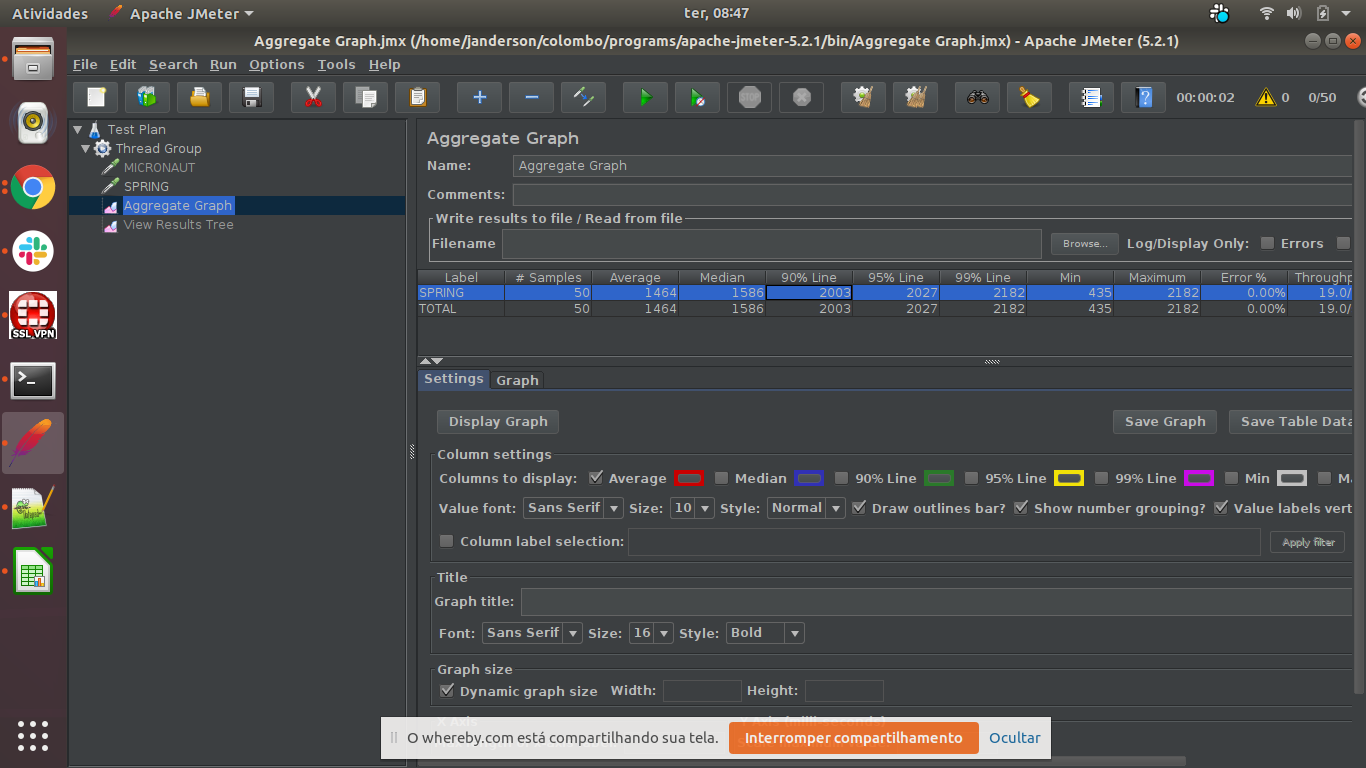 Atividades Apache JMeter ter, 08:47
Aggregate Graph.jmx (/home/janderson/colombo/programs/apache-jmeter-5.2.1/bin/Aggregate Graph.jmx) - Apache JMeter (5.2.1)
File Edit Search Run Options Tools Help
STOP 00:00:02 0 0/50
Test Plan
Thread Group
MICRONAUT
SPRING
Aggregate Graph
View Results Tree
SSL VPN
Aggregate Graph
Name: Aggregate Graph
Comments:
Write results to file / Read from file
Filename Browse... Log/Display Only: Errors
Label # Samples Average Median 90% Line 95% Line 99% Line Min Maximum Error % Throughp
SPRING 50 1464 1586 2003 2027 2182 435 2182 0.00% 19.0/
TOTAL 50 1464 1586 2003 2027 2182 435 2182 0.00% 19.0/
Settings Graph
Display Graph Save Graph Save Table Data
Column settings
Columns to display: Average Median 90% Line 95% Line 99% Line Min
Value font: Sans Serif Size: 10 Style: Normal Draw outlines bar? Show number grouping? Value labels vert
Column label selection: Apply filter
Title
Graph title:
Font: Sans Serif Size: 16 Style: Bold
Graph size
Dynamic graph size Width: Height:
O whereby.com está compartilhando sua tela. Interromper compartilhamento Ocultar